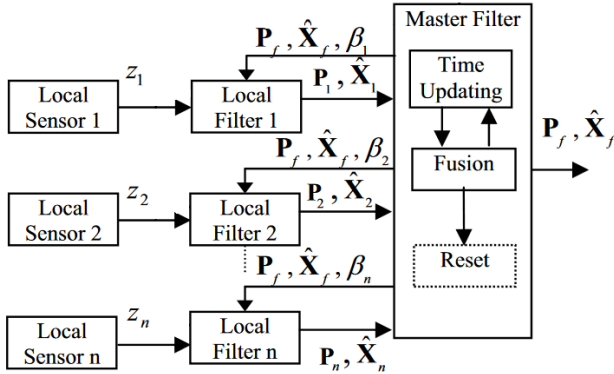 Master Filter
P_f , X̂_f , β_1
z_1
P_1 , X̂_1
Time
Updating
Local
Sensor 1
Local
Filter 1
P_f , X̂_f
P_f , X̂_f , β_2
Fusion
z_2
P_2 , X̂_2
Local
Sensor 2
Local
Filter 2
P_f , X̂_f , β_n
Reset
z_n
Local
Sensor n
Local
Filter n
P_n , X̂_n